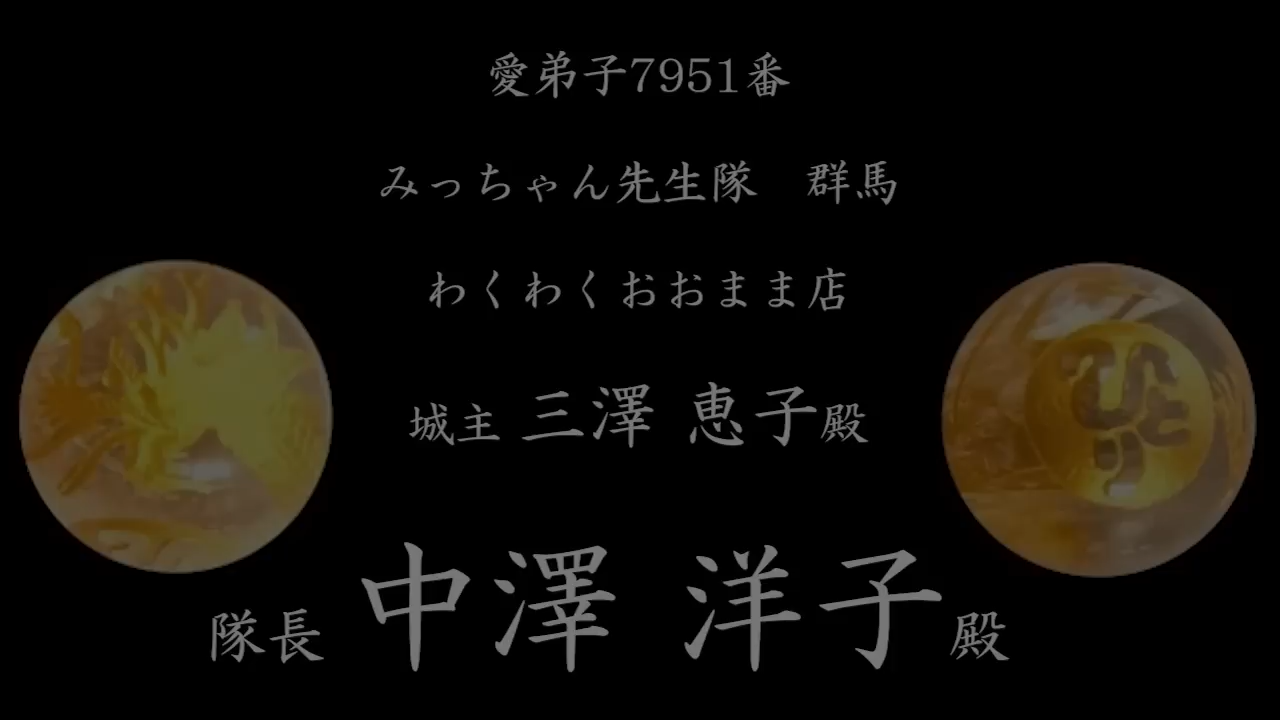 愛弟子7951番
みっちゃん先生隊　群馬
わくわくおおまま店
城主 三澤 恵子殿
隊長 中澤 洋子殿